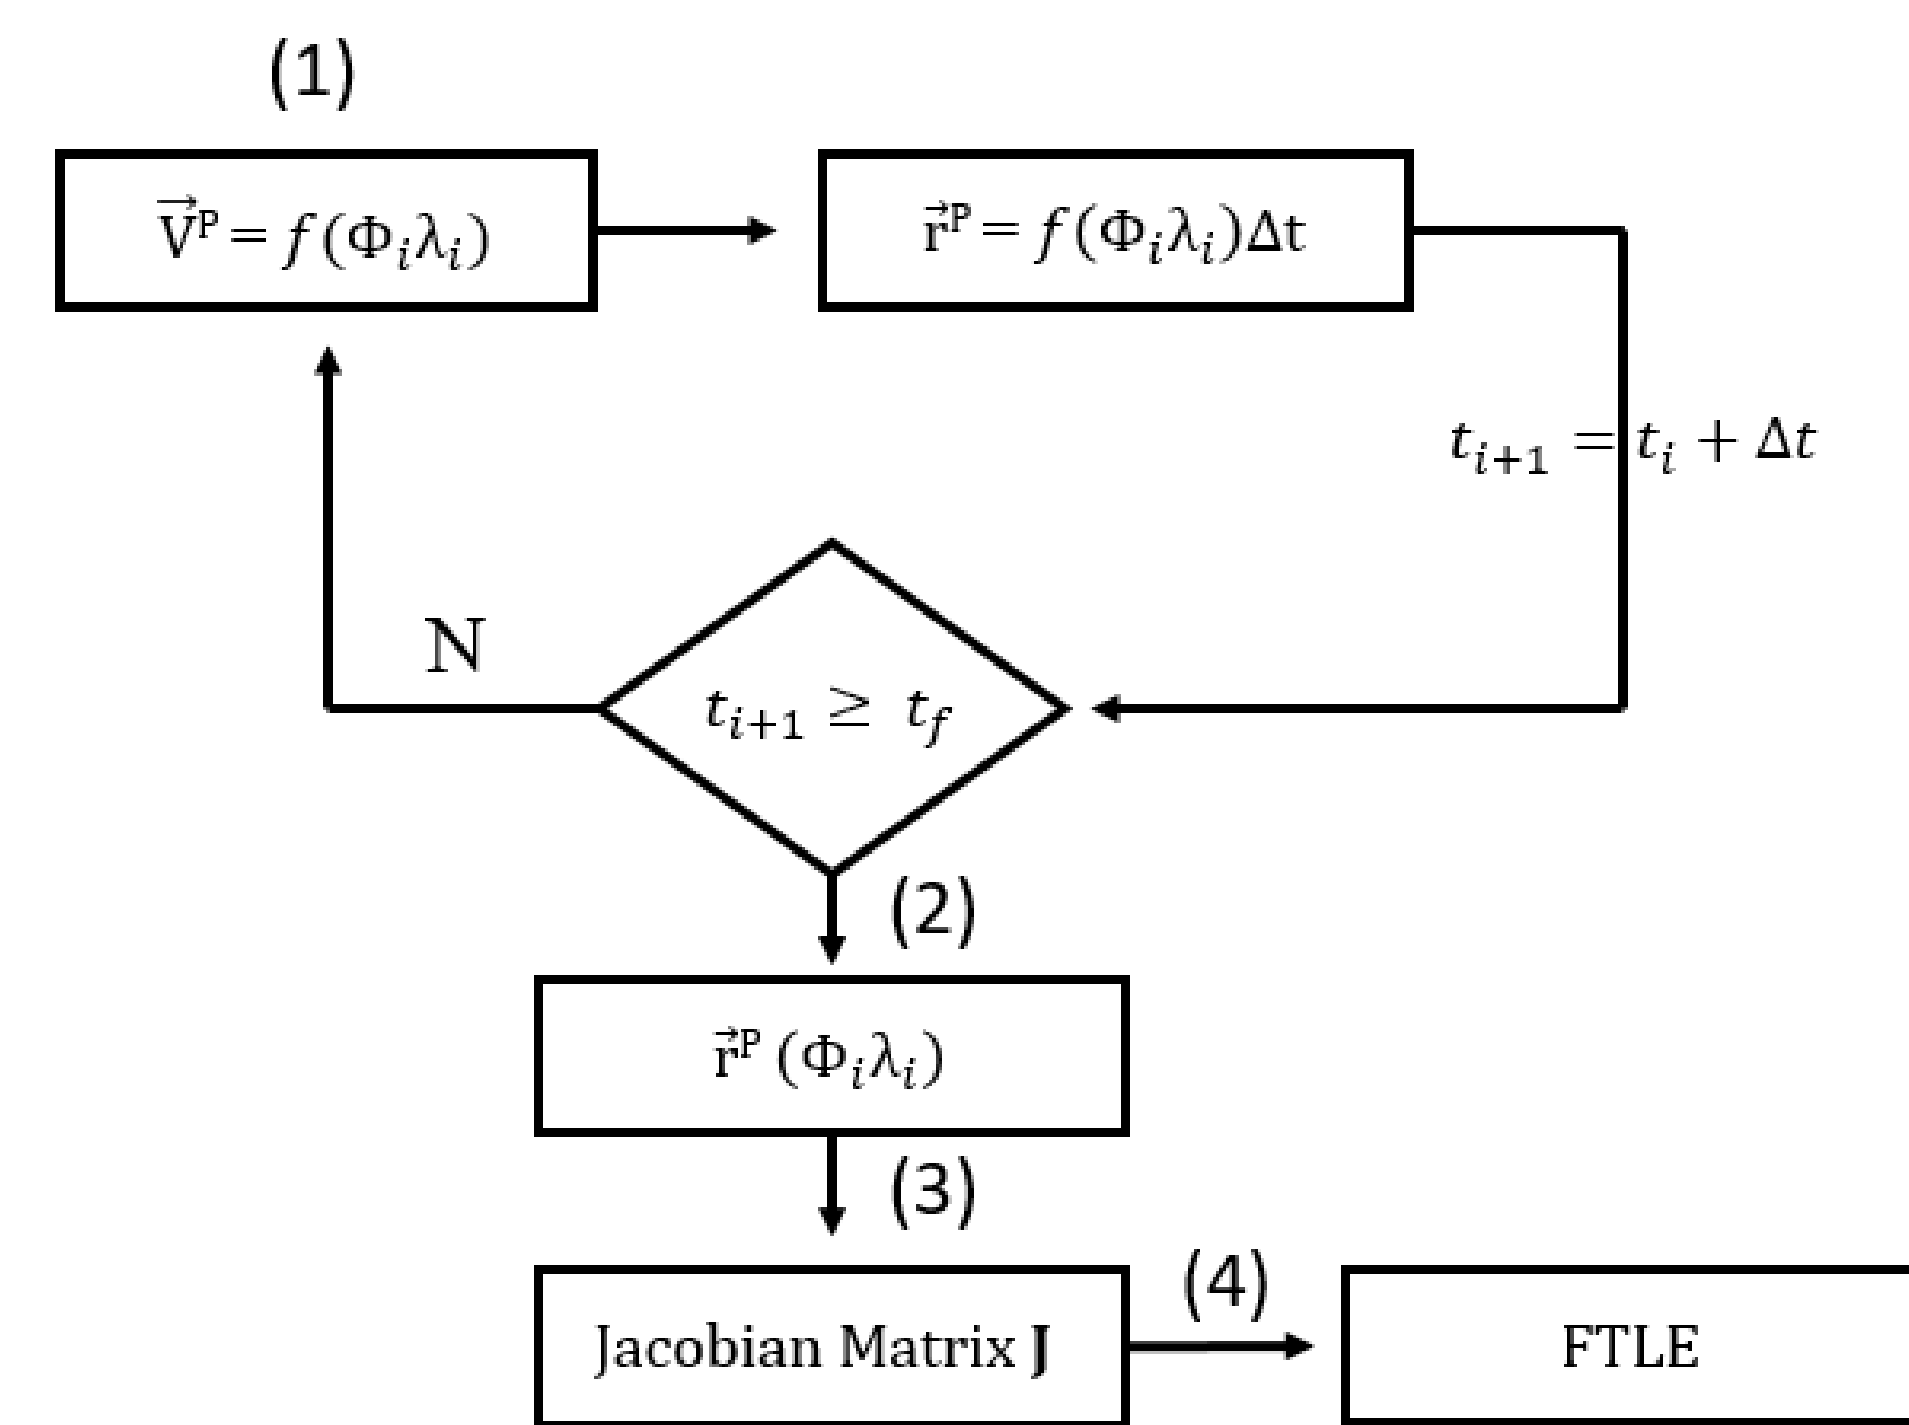 (1)
V⃗ᴾ = f(Φᵢλᵢ)
r⃗ᴾ = f(Φᵢλᵢ)Δt
tᵢ₊₁ = tᵢ + Δt
N
tᵢ₊₁ ≥ t_f
(2)
r⃗ᴾ (Φᵢλᵢ)
(3)
(4)
Jacobian Matrix J
FTLE